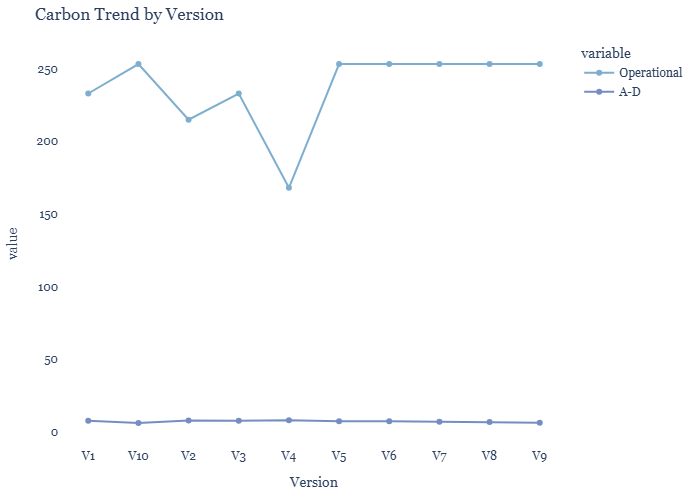 Carbon Trend by Version
variable
Operational
A-D
value
250
200
150
100
50
0
V1 V10 V2 V3 V4 V5 V6 V7 V8 V9
Version